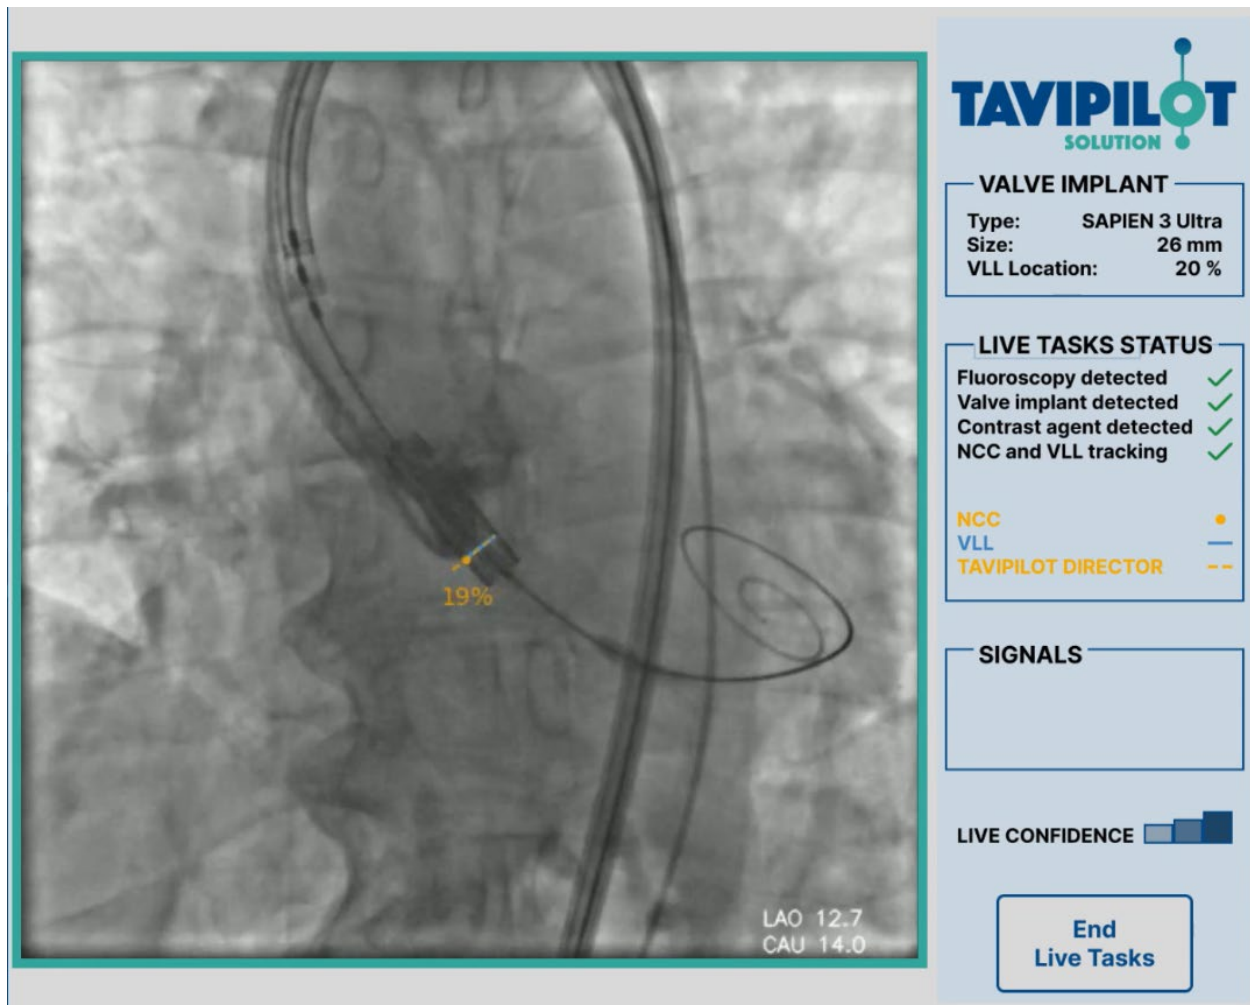 TAVIPILOT
SOLUTION
VALVE IMPLANT
Type: SAPIEN 3 Ultra
Size: 26 mm
VLL Location: 20 %
LIVE TASKS STATUS
Fluoroscopy detected
Valve implant detected
Contrast agent detected
NCC and VLL tracking
NCC
VLL
TAVIPILOT DIRECTOR
SIGNALS
LIVE CONFIDENCE
End
Live Tasks
19%
LAO 12.7
CAU 14.0